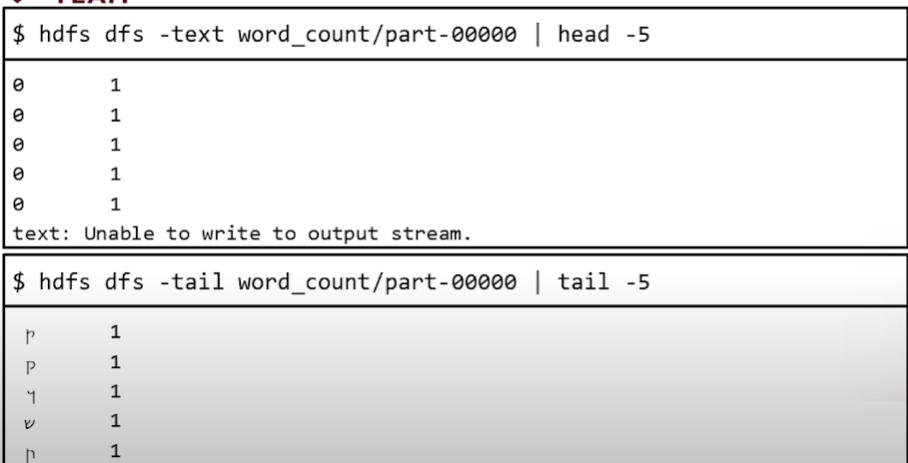 $ hdfs dfs -text word_count/part-00000 | head -5
0 1
0 1
0 1
0 1
0 1
text: Unable to write to output stream.
$ hdfs dfs -tail word_count/part-00000 | tail -5
1
ק 1
1
ש 1
1